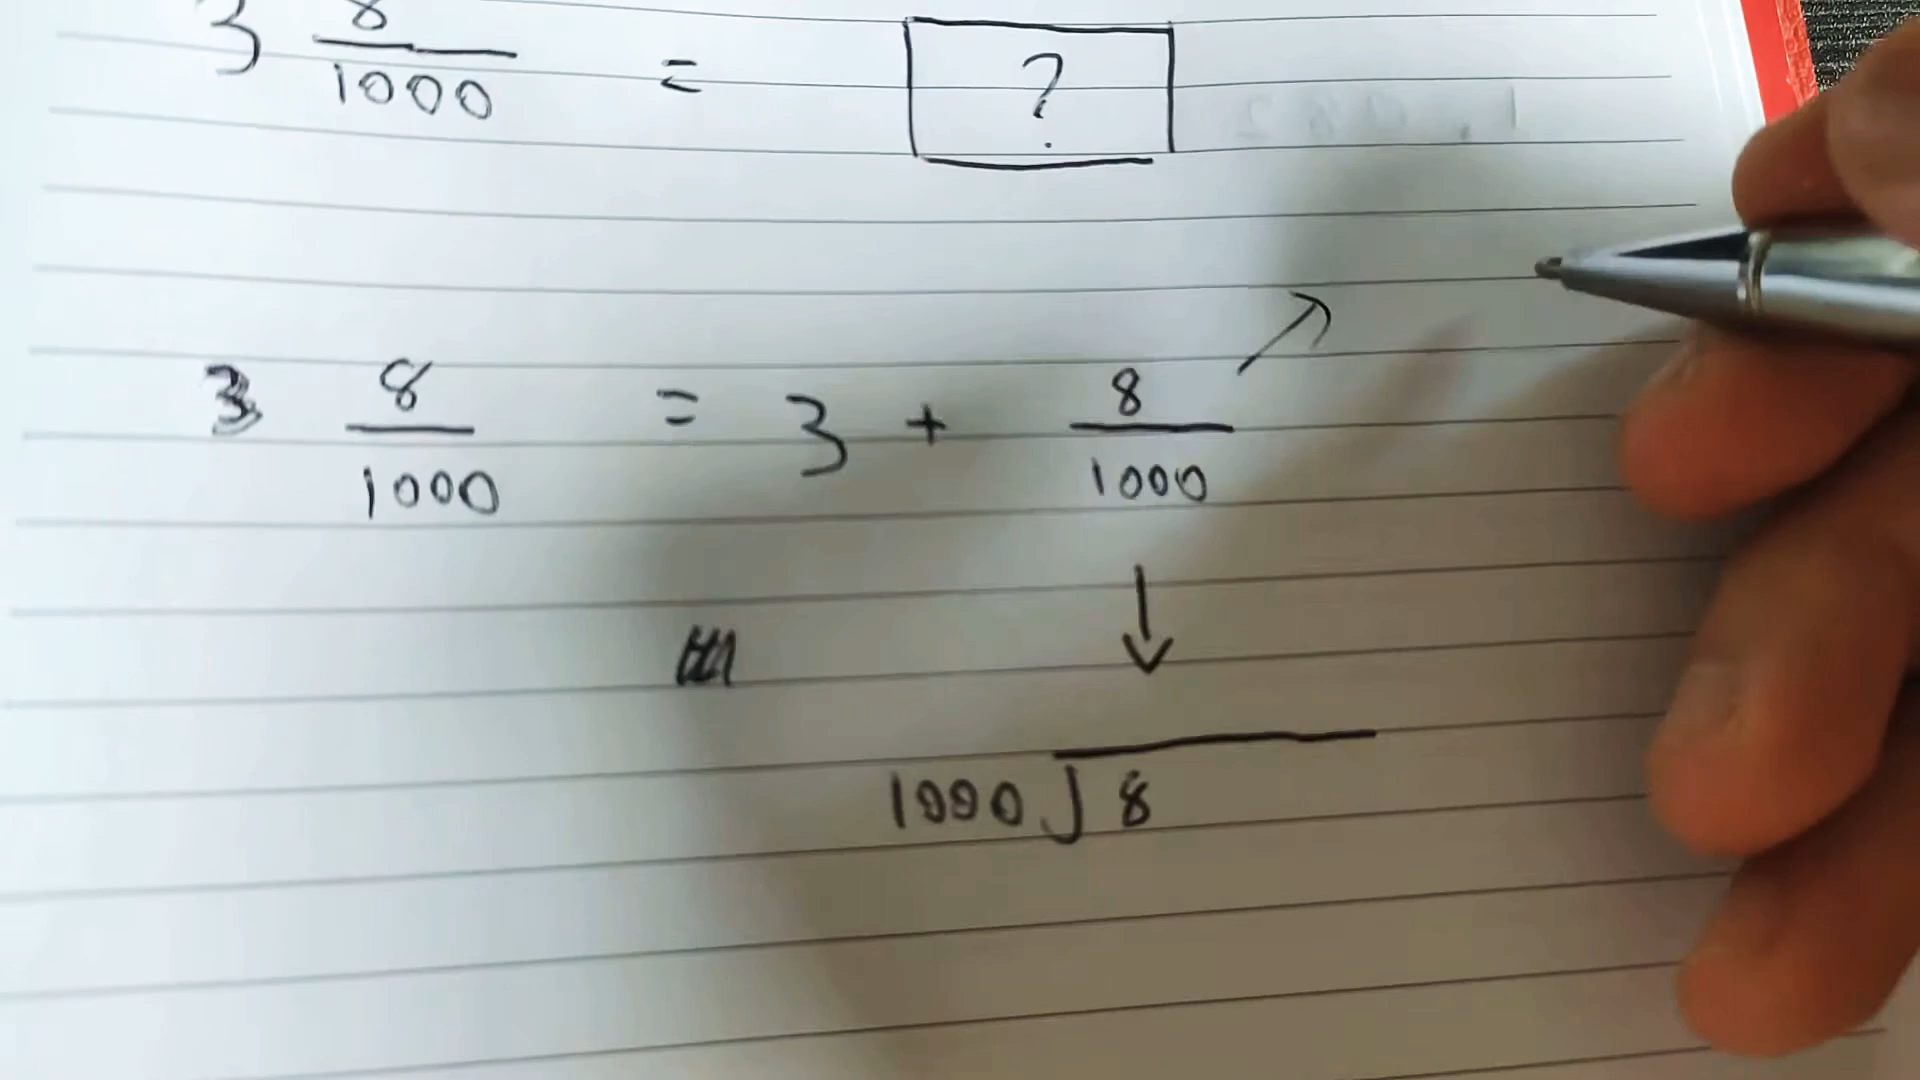 3 8/1000 = ?
3 8/1000 = 3 + 8/1000
1000 ) 8